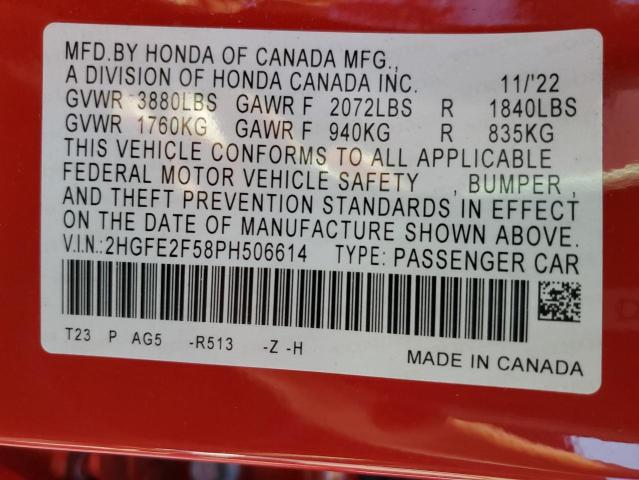 MFD.BY HONDA OF CANADA MFG.,
A DIVISION OF HONDA CANADA INC. 11/'22
GVWR 3880LBS GAWR F 2072LBS R 1840LBS
GVWR 1760KG GAWR F 940KG R 835KG
THIS VEHICLE CONFORMS TO ALL APPLICABLE
FEDERAL MOTOR VEHICLE SAFETY , BUMPER ,
AND THEFT PREVENTION STANDARDS IN EFFECT
ON THE DATE OF MANUFACTURE SHOWN ABOVE.
V.I.N.:2HGFE2F58PH506614 TYPE: PASSENGER CAR
T23 P AG5 -R513 -Z -H
MADE IN CANADA